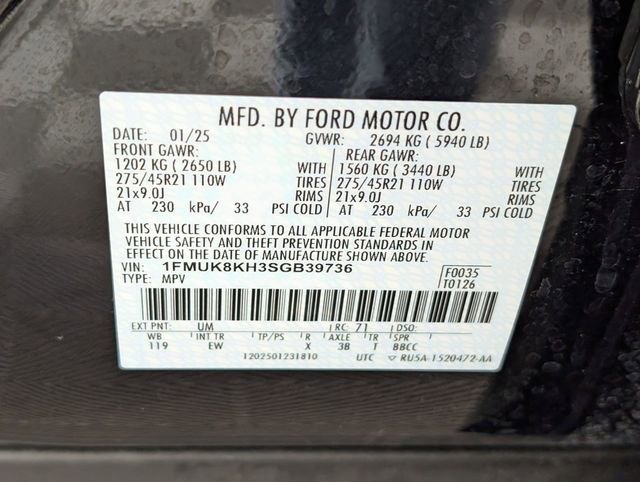 MFD. BY FORD MOTOR CO.
DATE: 01/25 GVWR: 2694 KG ( 5940 LB)
FRONT GAWR: REAR GAWR:
1202 KG ( 2650 LB) WITH 1560 KG ( 3440 LB) WITH
275/45R21 110W TIRES 275/45R21 110W TIRES
21x9.0J RIMS 21x9.0J RIMS
AT 230 kPa/ 33 PSI COLD AT 230 kPa/ 33 PSI COLD
THIS VEHICLE CONFORMS TO ALL APPLICABLE FEDERAL MOTOR
VEHICLE SAFETY AND THEFT PREVENTION STANDARDS IN
EFFECT ON THE DATE OF MANUFACTURE SHOWN ABOVE.
VIN: 1FMUK8KH3SGB39736 F0035
TYPE: MPV T0126
EXT PNT: UM RC: 71 DSO:
WB INT TR TP/PS R AXLE TR SPR
119 EW X 3B T BBCC
1202501231810 UTC ▽ RU5A-1520472-AA